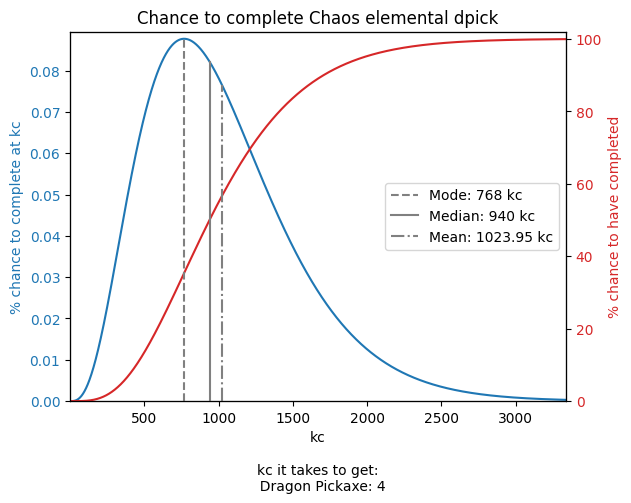 Chance to complete Chaos elemental dpick
% chance to complete at kc
0.08
0.07
0.06
0.05
0.04
0.03
0.02
0.01
0.00
Mode: 768 kc
Median: 940 kc
Mean: 1023.95 kc
100
80
60
40
20
0
% chance to have completed
500 1000 1500 2000 2500 3000
kc
kc it takes to get:
Dragon Pickaxe: 4